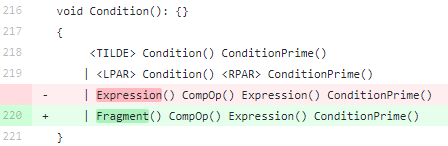 216 void Condition(): {}
217 {
218 <TILDE> Condition() ConditionPrime()
219 | <LPAR> Condition() <RPAR> ConditionPrime()
- | Expression() CompOp() Expression() ConditionPrime()
220 + | Fragment() CompOp() Expression() ConditionPrime()
221 }